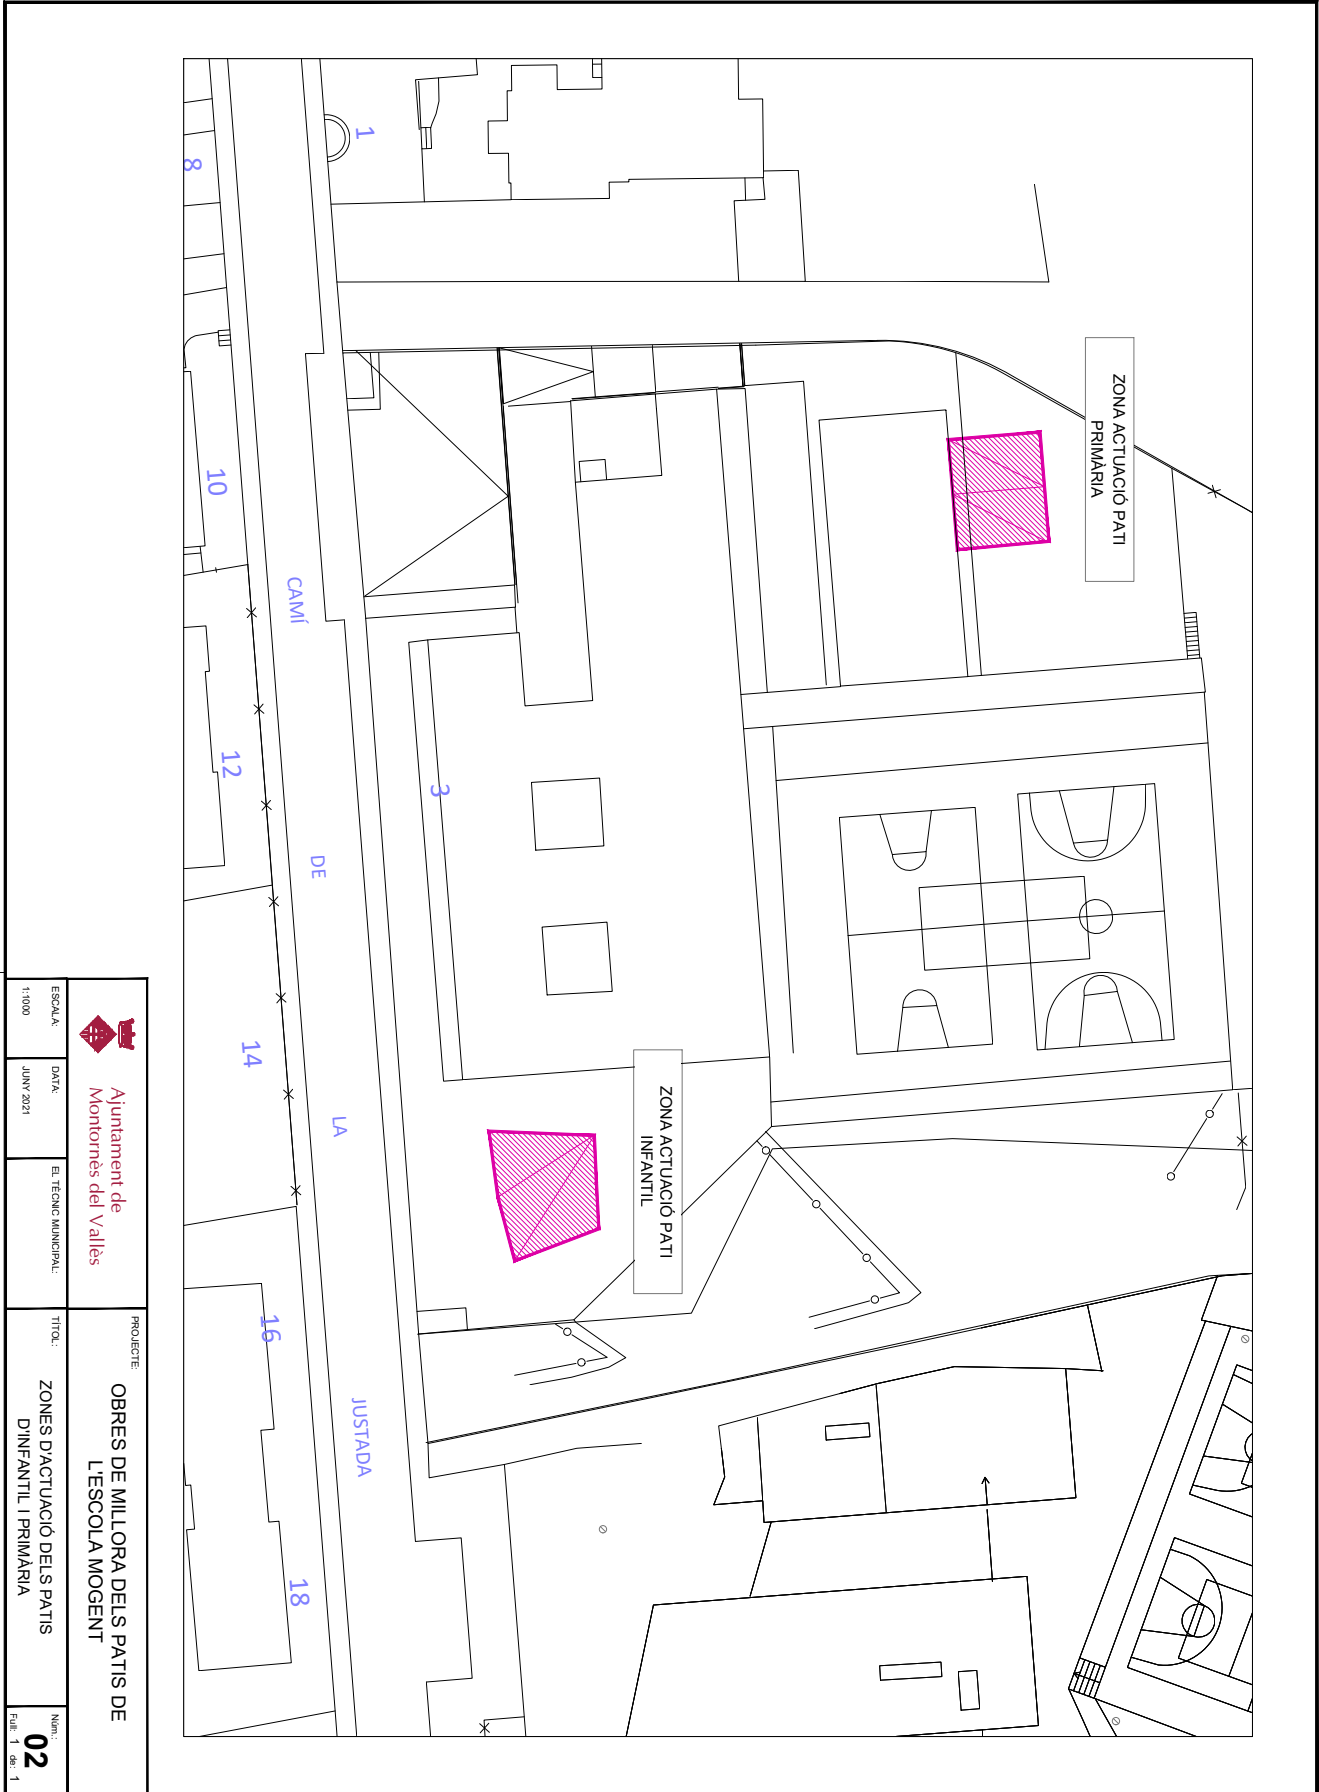 ZONA ACTUACIÓ PATI
PRIMÀRIA
ZONA ACTUACIÓ PATI
INFANTIL
1
3
CAMÍ
DE
LA
JUSTADA
8
10
12
14
16
18
Ajuntament de
Montornès del Vallès
PROJECTE:
OBRES DE MILLORA DELS PATIS DE
L'ESCOLA MOGENT
ESCALA:
1:1000
DATA:
JUNY 2021
EL TÈCNIC MUNICIPAL:
TÍTOL:
ZONES D'ACTUACIÓ DELS PATIS
D'INFANTIL I PRIMÀRIA
Núm.:
02
Full: 1 de: 1